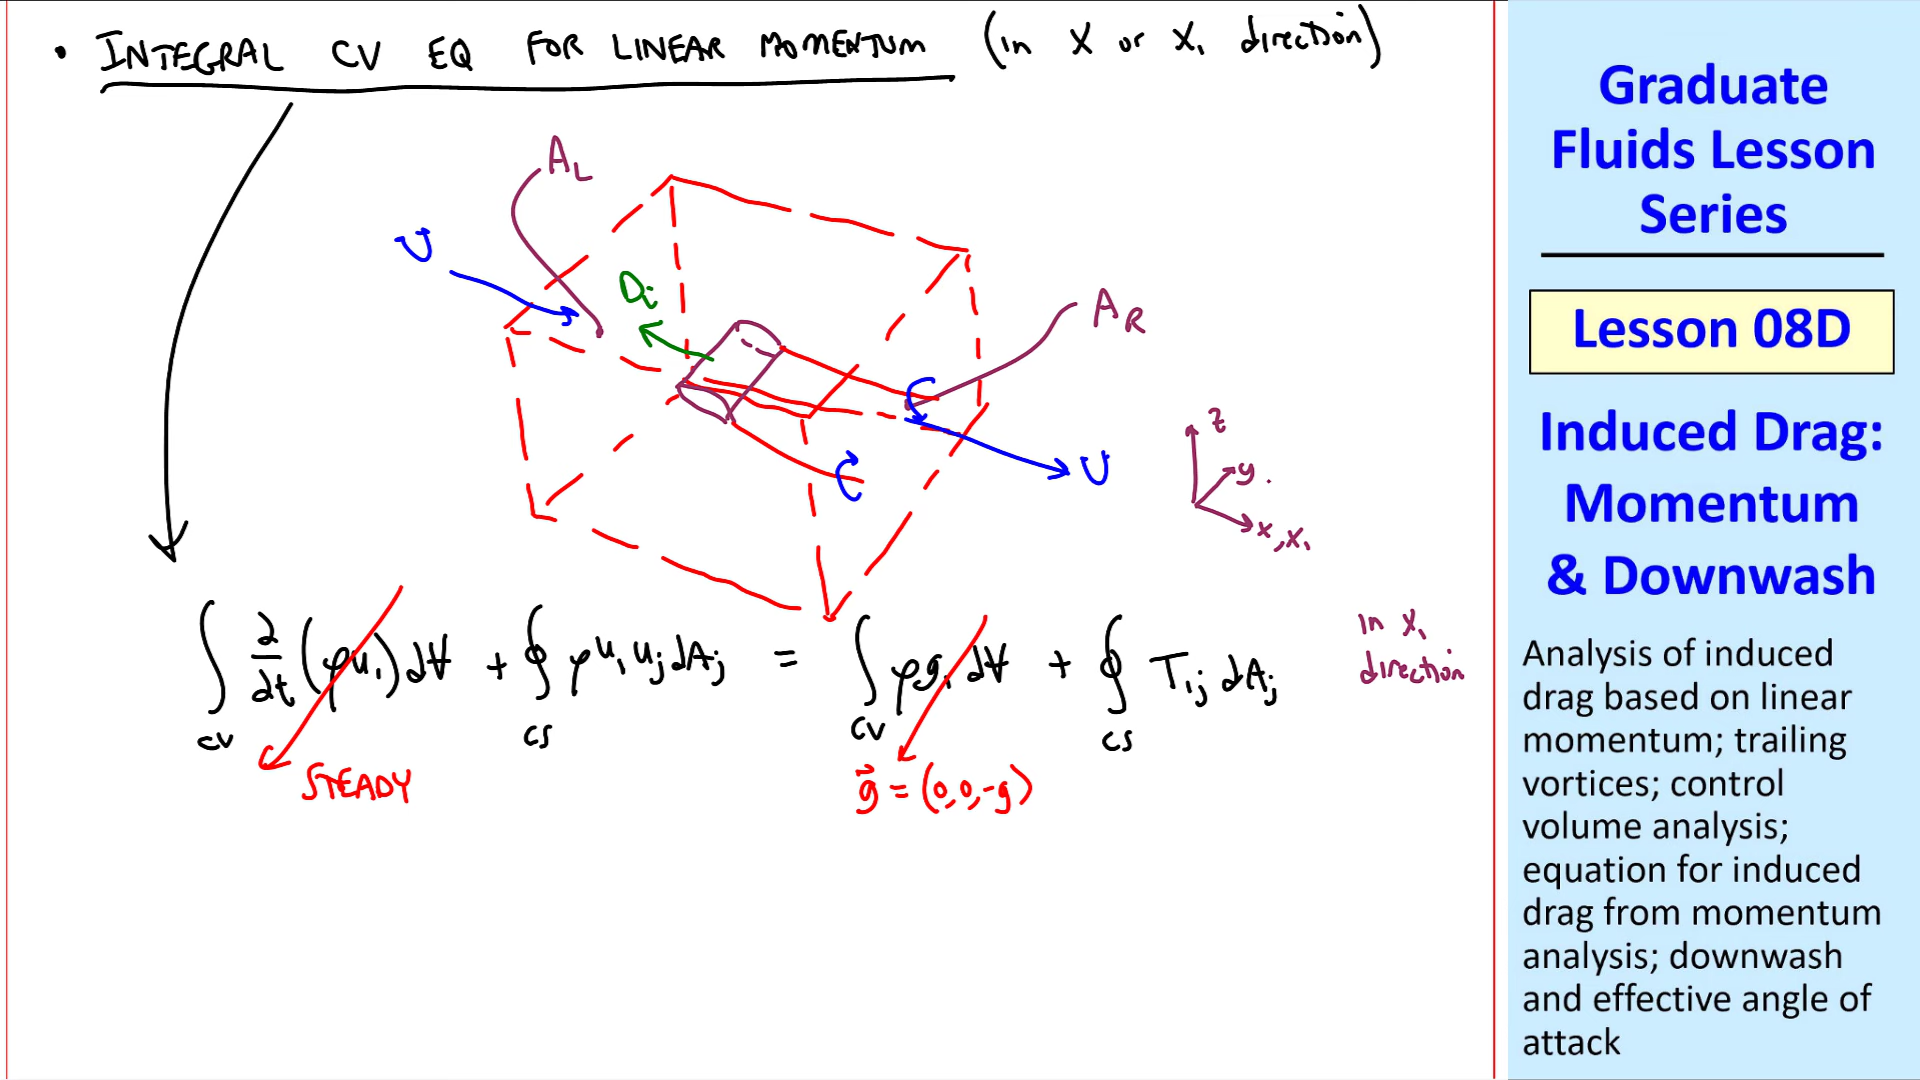 • INTEGRAL CV EQ FOR LINEAR MOMENTUM (in X or X₁ direction)
A_L
U
D_i
A_R
U
z
y
x, x₁
∫_CV ∂/∂t (ρu₁) dV + ∮_CS ρu₁u_j dA_j = ∫_CV ρg₁ dV + ∮_CS T₁j dA_j
in X₁
direction
STEADY
g⃗ = (0,0,-g)
Graduate
Fluids Lesson
Series
Lesson 08D
Induced Drag:
Momentum
& Downwash
Analysis of induced
drag based on linear
momentum; trailing
vortices; control
volume analysis;
equation for induced
drag from momentum
analysis; downwash
and effective angle of
attack